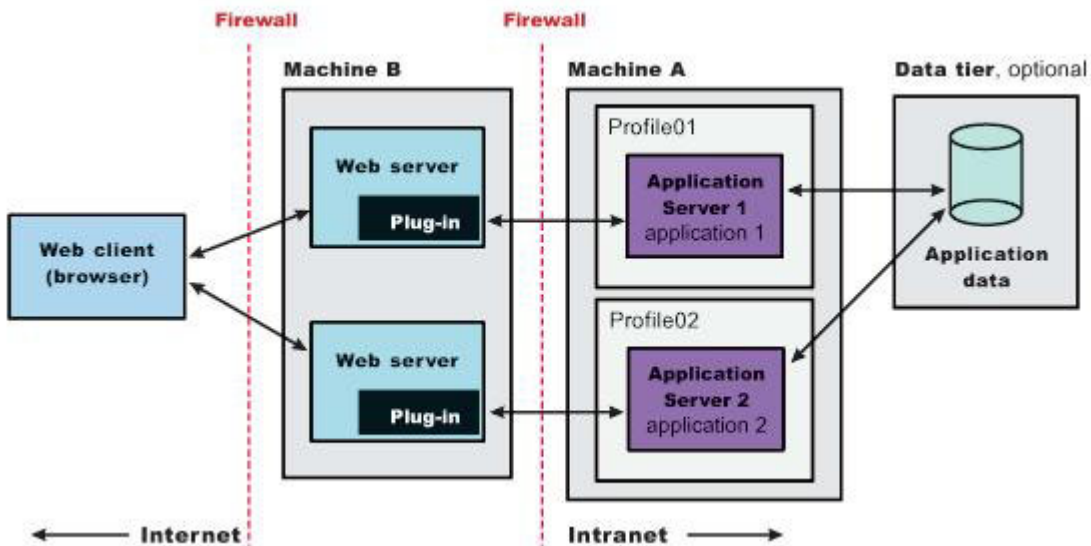 Firewall
Firewall
Machine B
Machine A
Data tier, optional
Web client
(browser)
Web server
Plug-in
Web server
Plug-in
Profile01
Application
Server 1
application 1
Profile02
Application
Server 2
application 2
Application
data
Internet
Intranet